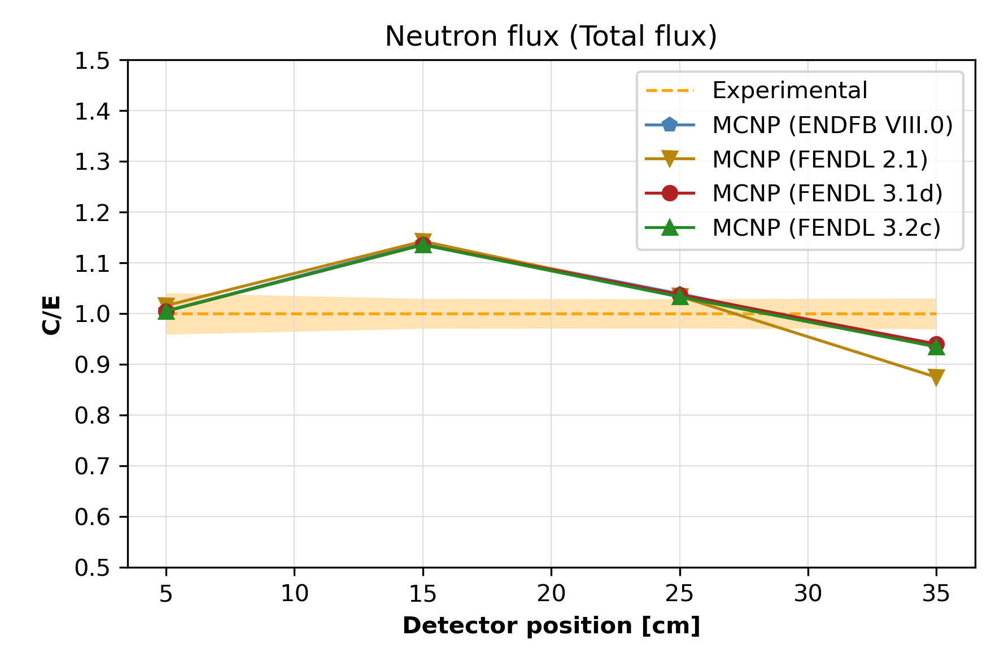 Neutron flux (Total flux)
1.5
1.4
1.3
1.2
1.1
1.0
0.9
0.8
0.7
0.6
0.5
C/E
Experimental
MCNP (ENDFB VIII.0)
MCNP (FENDL 2.1)
MCNP (FENDL 3.1d)
MCNP (FENDL 3.2c)
5 10 15 20 25 30 35
Detector position [cm]